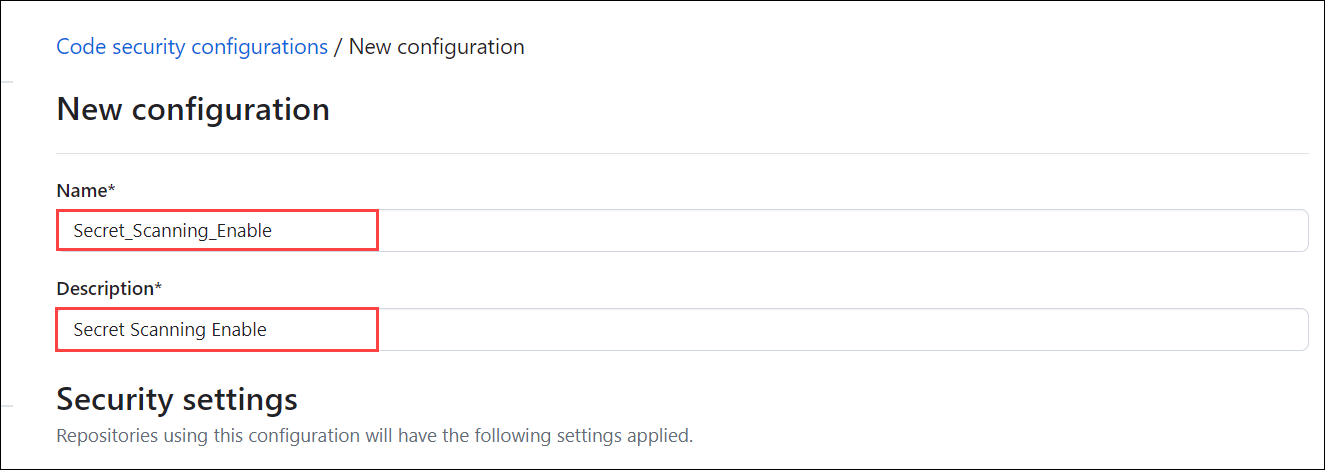 Code security configurations / New configuration
New configuration
Name*
Secret_Scanning_Enable
Description*
Secret Scanning Enable
Security settings
Repositories using this configuration will have the following settings applied.